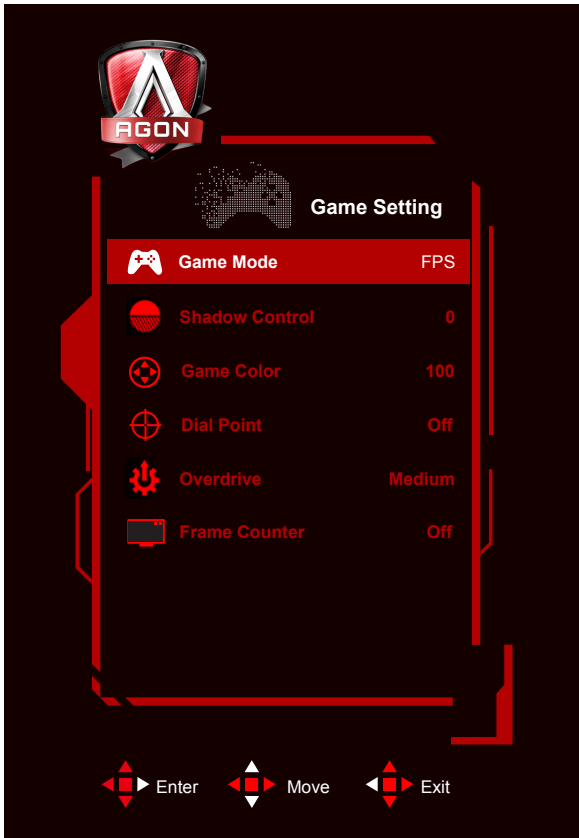 AGON
Game Setting
Game Mode FPS
Shadow Control 0
Game Color 100
Dial Point Off
Overdrive Medium
Frame Counter Off
Enter Move Exit